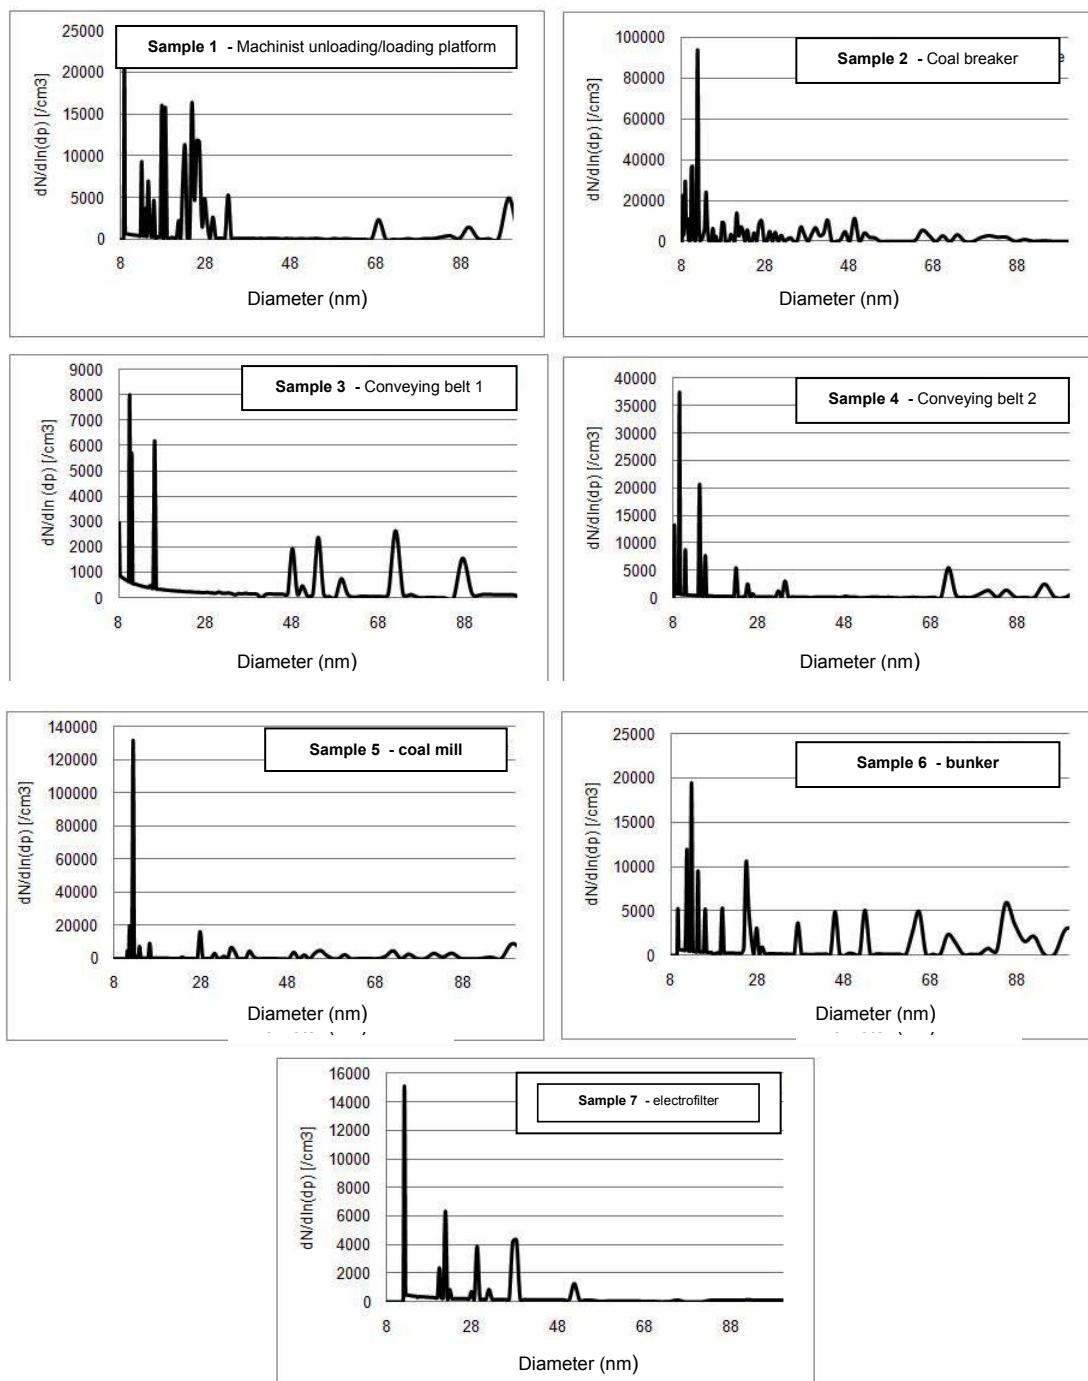 25000
20000
15000
10000
5000
0
dN/dln(dp) [/cm3]
Sample 1 - Machinist unloading/loading platform
8 28 48 68 88
Diameter (nm)
100000
80000
60000
40000
20000
0
dN/dln(dp) [/cm3]
Sample 2 - Coal breaker
e
8 28 48 68 88
Diameter (nm)
9000
8000
7000
6000
5000
4000
3000
2000
1000
0
dN/dln (dp) [/cm3]
Sample 3 - Conveying belt 1
8 28 48 68 88
Diameter (nm)
40000
35000
30000
25000
20000
15000
10000
5000
0
dN/dln(dp) [/cm3]
Sample 4 - Conveying belt 2
8 28 48 68 88
Diameter (nm)
140000
120000
100000
80000
60000
40000
20000
0
dN/dln(dp) [/cm3]
Sample 5 - coal mill
8 28 48 68 88
Diameter (nm)
25000
20000
15000
10000
5000
0
dN/dln(dp) [/cm3]
Sample 6 - bunker
8 28 48 68 88
Diameter (nm)
16000
14000
12000
10000
8000
6000
4000
2000
0
dN/dln(dp) [/cm3]
Sample 7 - electrofilter
8 28 48 68 88
Diameter (nm)